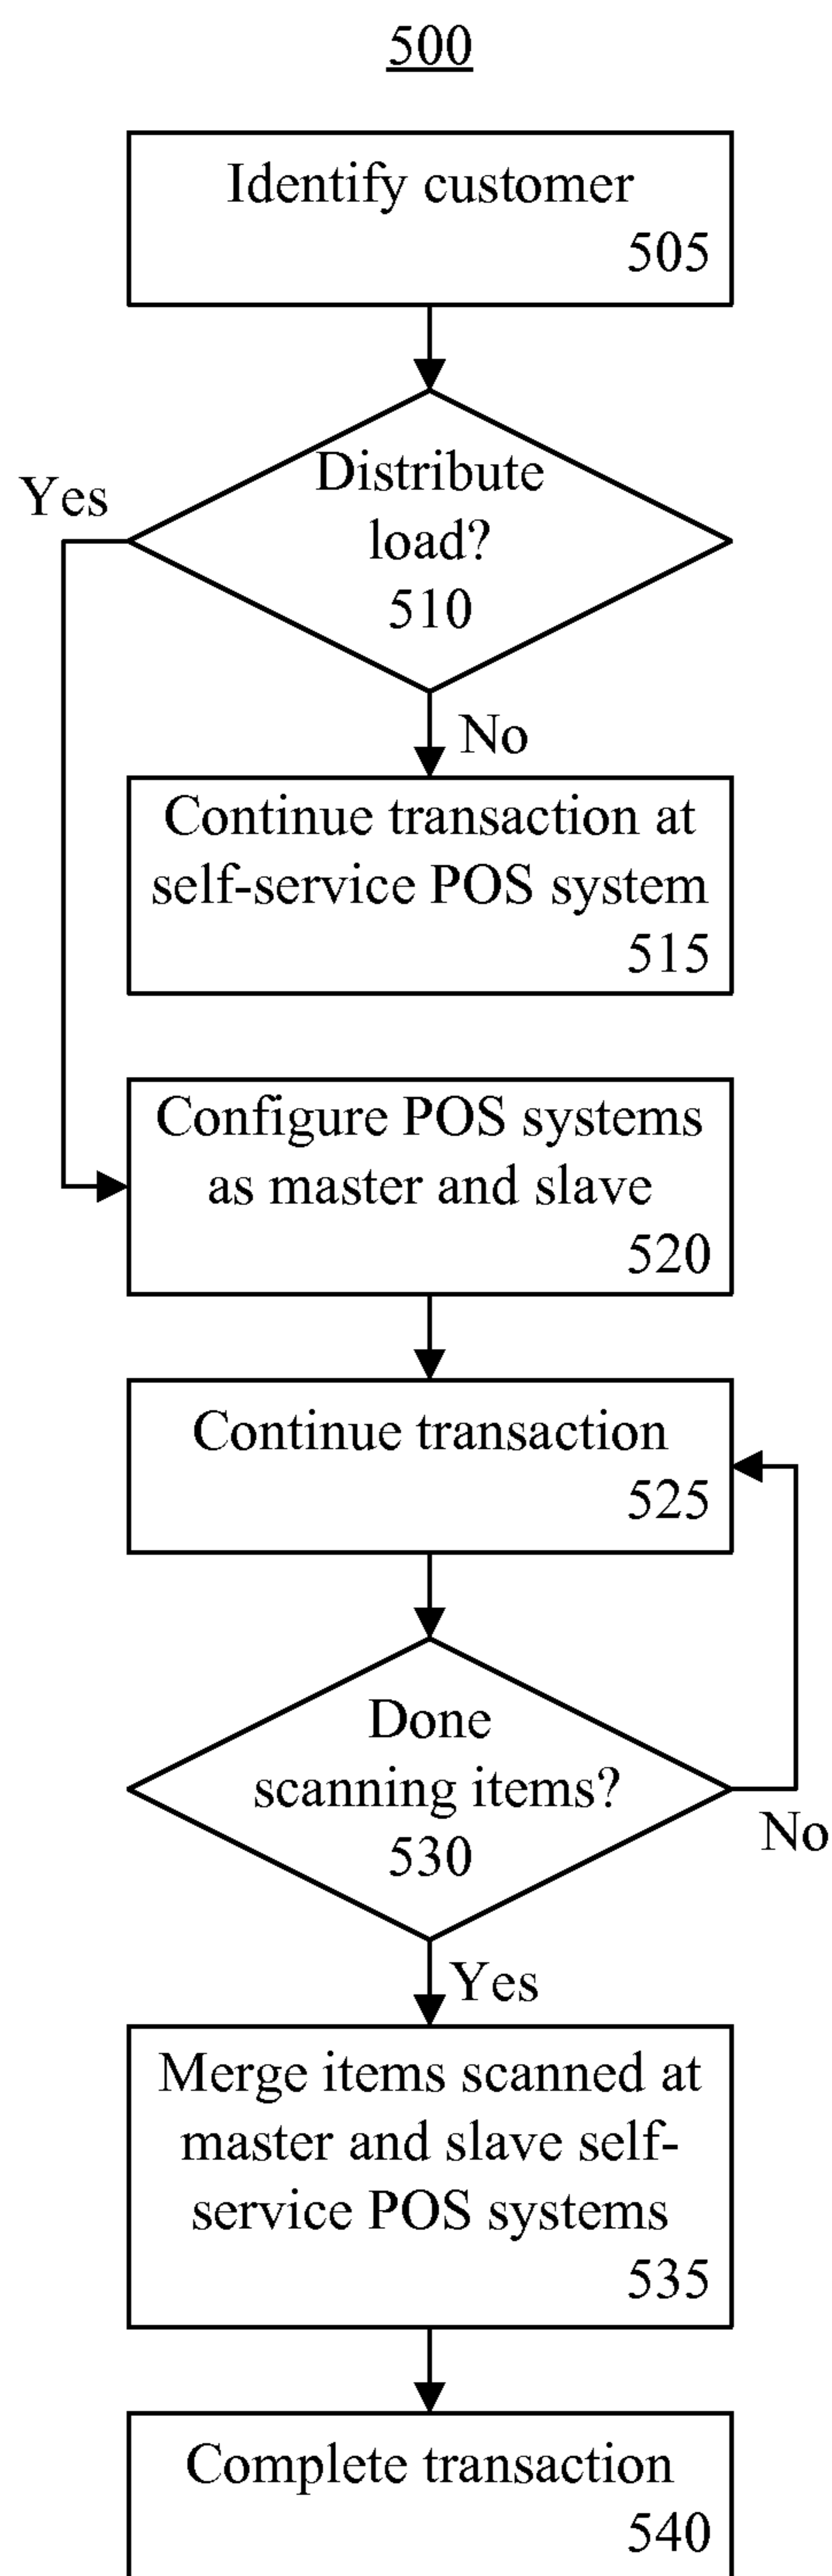 500
Identify customer
505
Distribute
load?
510
Yes
No
Continue transaction at
self-service POS system
515
Configure POS systems
as master and slave
520
Continue transaction
525
Done
scanning items?
530
No
Yes
Merge items scanned at
master and slave self-
service POS systems
535
Complete transaction
540